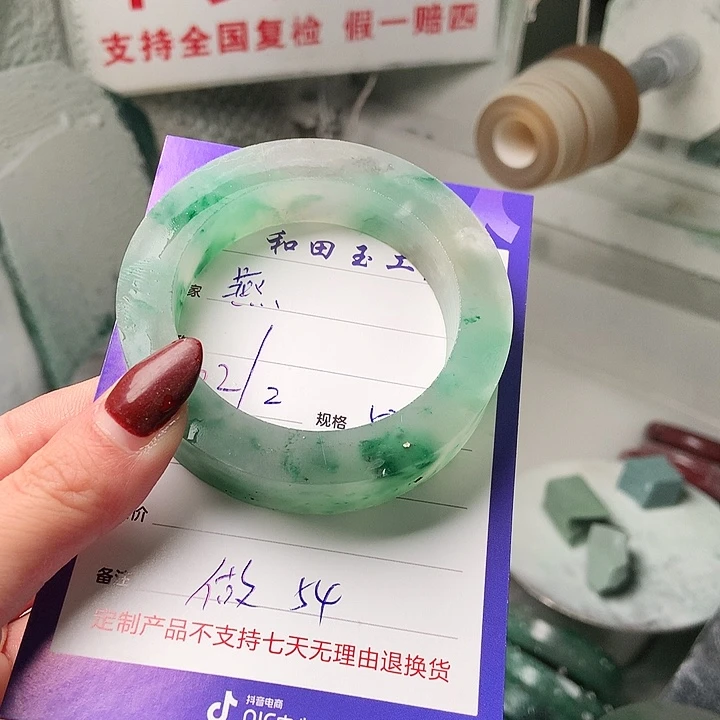 支持全国复检 假一赔四
和田玉工
家 燕
2/2
规格
价
备注 做 54
定制产品不支持七天无理由退换货
抖音电商